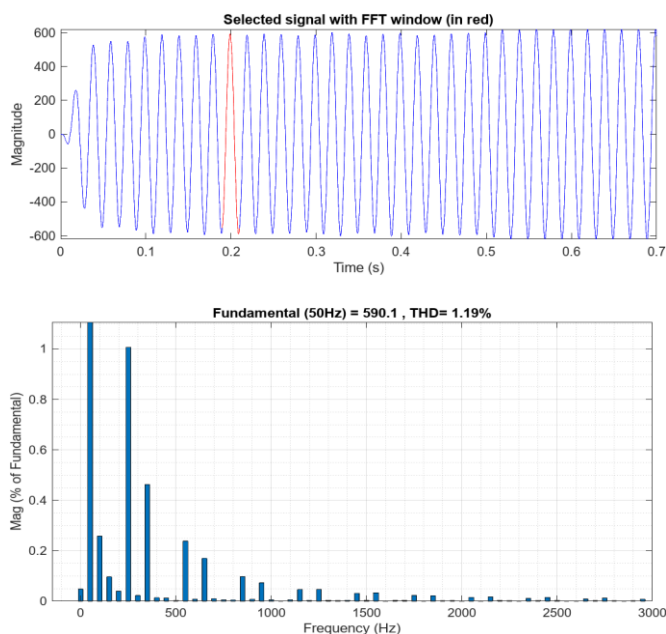 Selected signal with FFT window (in red)
600
400
200
0
-200
-400
-600
Magnitude
0 0.1 0.2 0.3 0.4 0.5 0.6 0.7
Time (s)
Fundamental (50Hz) = 590.1 , THD= 1.19%
1
0.8
0.6
0.4
0.2
0
Mag (% of Fundamental)
0 500 1000 1500 2000 2500 3000
Frequency (Hz)